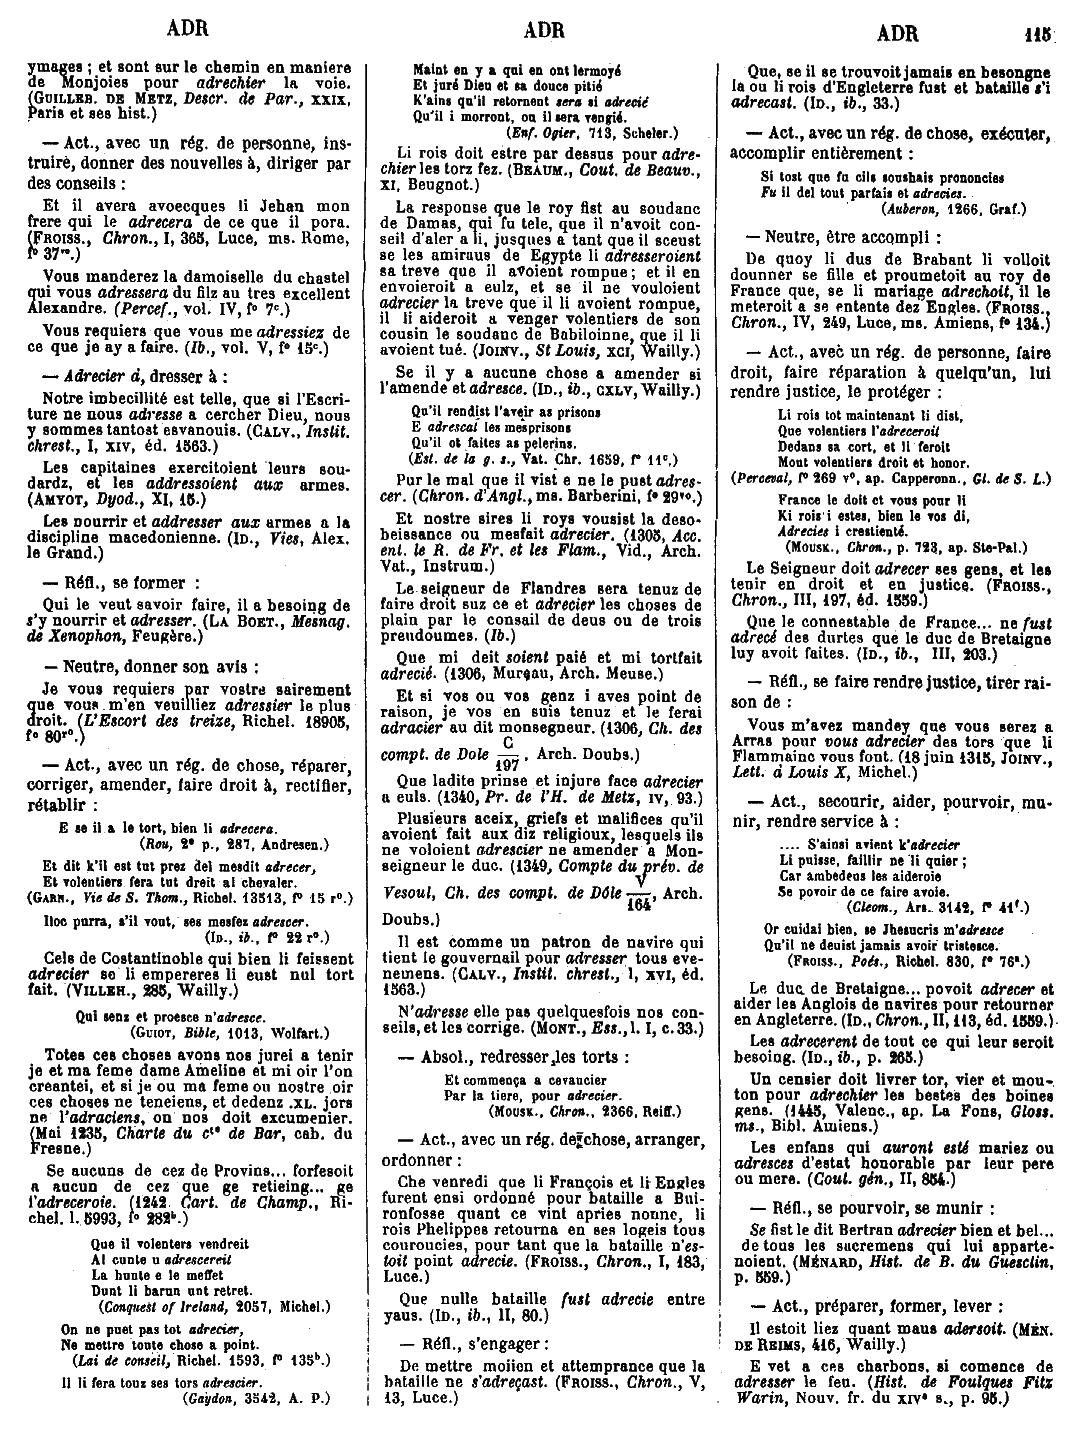 ADR
ADR
ADR 115
ymages ; et sont sur le chemin en maniere
de Monjoies pour adrechier la voie.
(GUILLEB. DE METZ, Descr. de Par., XXIX,
Paris et ses hist.)
— Act., avec un rég. de personne, ins-
truire, donner des nouvelles à, diriger par
des conseils :
Et il avera avoecques li Jehan mon
frere qui le adrecera de ce que il pora.
(FROISS., Chron., I, 365, Luce, ms. Rome,
f° 37ro.)
Vous manderez la damoiselle du chastel
qui vous adressera du filz au tres excellent
Alexandre. (Percef., vol. IV, f° 7c.)
Vous requiers que vous me adressiez de
ce que je ay a faire. (Ib., vol. V, f° 15c.)
— Adrecier à, dresser à :
Notre imbecillité est telle, que si l'Escri-
ture ne nous adresse a cercher Dieu, nous
y sommes tantost esvanouis. (CALV., Instit.
chrest., I, XIV, éd. 1563.)
Les capitaines exercitoient leurs sou-
dardz, et les addressoient aux armes.
(AMYOT, Dyod., XI, 15.)
Les nourrir et addresser aux armes a la
discipline macedonienne. (ID., Vies, Alex.
le Grand.)
— Réfl., se former :
Qui le veut savoir faire, il a besoing de
s'y nourrir et adresser. (LA BOET., Mesnag.
de Xenophon, Feugère.)
— Neutre, donner son avis :
Je vous requiers par vostre sairement
que vous m'en veuilliez adressier le plus
droit. (L'Escort des treize, Richel. 18905,
f° 80ro.)
— Act., avec un rég. de chose, réparer,
corriger, amender, faire droit à, rectifier,
rétablir :
E se il a le tort, bien li adrecera.
(Rou, 2e p., 287, Andresen.)
Et dit k'il est tut prez del mesdit adrecer,
Et volentiers fera tut dreit al chevaler.
(GARN., Vie de S. Thom., Richel. 13513, f° 15 r°.)
Iloc purra, s'il vout, ses mesfez adrescer.
(ID., ib., f° 22 r°.)
Cels de Costantinoble qui bien li feissent
adrecier se li empereres li eust nul tort
fait. (VILLEH., 285, Wailly.)
Qui sens et proesce n'adresce.
(GUIOT, Bible, 1013, Wolfart.)
Totes ces choses avons nos jurei a tenir
je et ma feme dame Ameline et mi oir l'on
creantei, et si je ou ma feme ou nostre oir
ces choses ne teneiens, et dedenz .XL. jors
ne l'adraciens, on nos doit excumenier.
(Mai 1235, Charte du cte de Bar, cab. du
Fresne.)
Se aucuns de cez de Provins... forfesoit
a aucun de cez que ge retieing... ge
l'adreceroie. (1242. Cart. de Champ., Ri-
chel. l. 5993, f° 282b.)
Que il volenters vendreit
Al cunte u adrescereit
La hunte e le meffet
Dunt li barun unt retret.
(Conquest of Ireland, 2057, Michel.)
On ne puet pas tot adrecier,
Ne mettre toute chose a point.
(Lai de conseil, Richel. 1593, f° 135b.)
Il li fera touz ses tors adrescier.
(Gaydon, 3542, A. P.)
Maint en y a qui en ont lermoyé
Et juré Dieu et sa douce pitié
K'ains qu'il retornent sera si adrecié
Qu'il i morront, ou il sera vengié.
(Enf. Ogier, 713, Scheler.)
Li rois doit estre par dessus pour adre-
chier les torz fez. (BEAUM., Cout. de Beauv.,
XI, Beugnot.)
La response que le roy fist au soudanc
de Damas, qui fu tele, que il n'avoit con-
seil d'aler a li, jusques a tant que il sceust
se les amiraus de Egypte li adresseroient
sa treve que il avoient rompue; et il en
envoieroit a eulz, et se il ne vouloient
adrecier la treve que il li avoient rompue,
il li aideroit a venger volentiers de son
cousin le soudanc de Babiloinne, que il li
avoient tué. (JOINV., St Louis, XCI, Wailly.)
Se il y a aucune chose a amender si
l'amende et adresce. (ID., ib., CXLV, Wailly.)
Qu'il rendist l'aveir as prisons
E adrescat les mesprisons
Qu'il ot faites as pelerins.
(Est. de la g. s., Vat. Chr. 1659, f° 11c.)
Pur le mal que il vist e ne le pust adres-
cer. (Chron. d'Angl., ms. Barberini, f° 29vo.)
Et nostre sires li roys vousist la deso-
beissance ou mesfait adrecier. (1305, Acc.
ent. le R. de Fr. et les Flam., Vid., Arch.
Vat., Instrum.)
Le seigneur de Flandres sera tenuz de
faire droit suz ce et adrecier les choses de
plain par le consail de deus ou de trois
preudoumes. (Ib.)
Que mi deit soient paié et mi tortfait
adrecié. (1306, Mureau, Arch. Meuse.)
Et si vos ou vos genz i aves point de
raison, je vos en suis tenuz et le ferai
adracier au dit monsegneur. (1306, Ch. des
compt. de Dole C/197, Arch. Doubs.)
Que ladite prinse et injure face adrecier
a euls. (1340, Pr. de l'H. de Metz, IV, 93.)
Plusieurs aceix, griefs et malifices qu'il
avoient fait aux diz religioux, lesquels ils
ne voloient adrescier ne amender a Mon-
seigneur le duc. (1349, Compte du prév. de
Vesoul, Ch. des compt. de Dôle V/164, Arch.
Doubs.)
Il est comme un patron de navire qui
tient le gouvernail pour adresser tous eve-
nemens. (CALV., Instit. chrest., I, XVI, éd.
1563.)
N'adresse elle pas quelquesfois nos con-
seils, et les corrige. (MONT., Ess., l. I, c. 33.)
— Absol., redresser les torts :
Et commença a cevaucier
Par la tiere, pour adrecier.
(MOUSK., Chron., 2366, Reiff.)
— Act., avec un rég. de chose, arranger,
ordonner :
Che venredi que li François et li Engles
furent ensi ordonné pour bataille a Bui-
ronfosse quant ce vint apries nonne, li
rois Phelippes retourna en ses logeis tous
couroucies, pour tant que la bataille n'es-
toit point adrecie. (FROISS., Chron., I, 183,
Luce.)
Que nulle bataille fust adrecie entre
yaus. (ID., ib., II, 80.)
— Réfl., s'engager :
De mettre moiien et attemprance que la
bataille ne s'adreçast. (FROISS., Chron., V,
13, Luce.)
Que, se il se trouvoit jamais en besongne
la ou li rois d'Engleterre fust et bataille s'i
adrecast. (ID., ib., 33.)
— Act., avec un rég. de chose, exécuter,
accomplir entièrement :
Si tost que fu cils soushais prononcies
Fu il del tout parfais et adrecies.
(Auberon, 1266, Graf.)
— Neutre, être accompli :
De quoy li dus de Brabant li volloit
dounner se fille et proumetoit au roy de
France que, se li mariage adrechoit, il le
meteroit a se entente dez Engles. (FROISS.,
Chron., IV, 249, Luce, ms. Amiens, f° 134.)
— Act., avec un rég. de personne, faire
droit, faire réparation à quelqu'un, lui
rendre justice, le protéger :
Li rois tot maintenant li dist,
Que volentiers l'adreceroit
Dedans sa cort, et li feroit
Mout volentiers droit et honor.
(Perceval, f° 269 v°, ap. Capperonn., Gl. de S. L.)
France le doit et vous pour li
Ki rois i estes, bien le vos di,
Adrecies i crestienté.
(MOUSK., Chron., p. 723, ap. Ste-Pal.)
Le Seigneur doit adrecer ses gens, et les
tenir en droit et en justice. (FROISS.,
Chron., III, 197, éd. 1559.)
Que le connestable de France... ne fust
adrecé des durtes que le duc de Bretaigne
luy avoit faites. (ID., ib., III, 203.)
— Réfl., se faire rendre justice, tirer rai-
son de :
Vous m'avez mandey que vous serez a
Arras pour vous adrecier des tors que li
Flammainc vous font. (18 juin 1315, JOINV.,
Lett. à Louis X, Michel.)
— Act., secourir, aider, pourvoir, mu-
nir, rendre service à :
.... S'ainsi avient k'adrecier
Li puisse, faillir ne li quier ;
Car ambedeus les aideroie
Se povoir de ce faire avoie.
(Cleom., Ars. 3142, f° 41f.)
Or cuidai bien, se Jhesucris m'adresce
Qu'il ne deuist jamais avoir tristesce.
(FROISS., Poés., Richel. 830, f° 76a.)
Le duc de Bretaigne... povoit adrecer et
aider les Anglois de navires pour retourner
en Angleterre. (ID., Chron., II, 113, éd. 1559.)
Les adrecerent de tout ce qui leur seroit
besoing. (ID., ib., p. 265.)
Un censier doit livrer tor, vier et mou-
ton pour adrechier les bestes des boines
gens. (1445, Valenc., ap. La Fons, Gloss.
ms., Bibl. Amiens.)
Les enfans qui auront esté mariez ou
adresces d'estat honorable par leur pere
ou mere. (Cout. gén., II, 854.)
— Réfl., se pourvoir, se munir :
Se fist le dit Bertran adrecier bien et bel...
de tous les sacremens qui lui apparte-
noient. (MÉNARD, Hist. de B. du Guesclin,
p. 559.)
— Act., préparer, former, lever :
Il estoit liez quant maus adersoit. (MÉN.
DE REIMS, 416, Wailly.)
E vet a ces charbons, si comence de
adresser le feu. (Hist. de Foulques Fitz
Warin, Nouv. fr. du XIVe s., p. 95.)